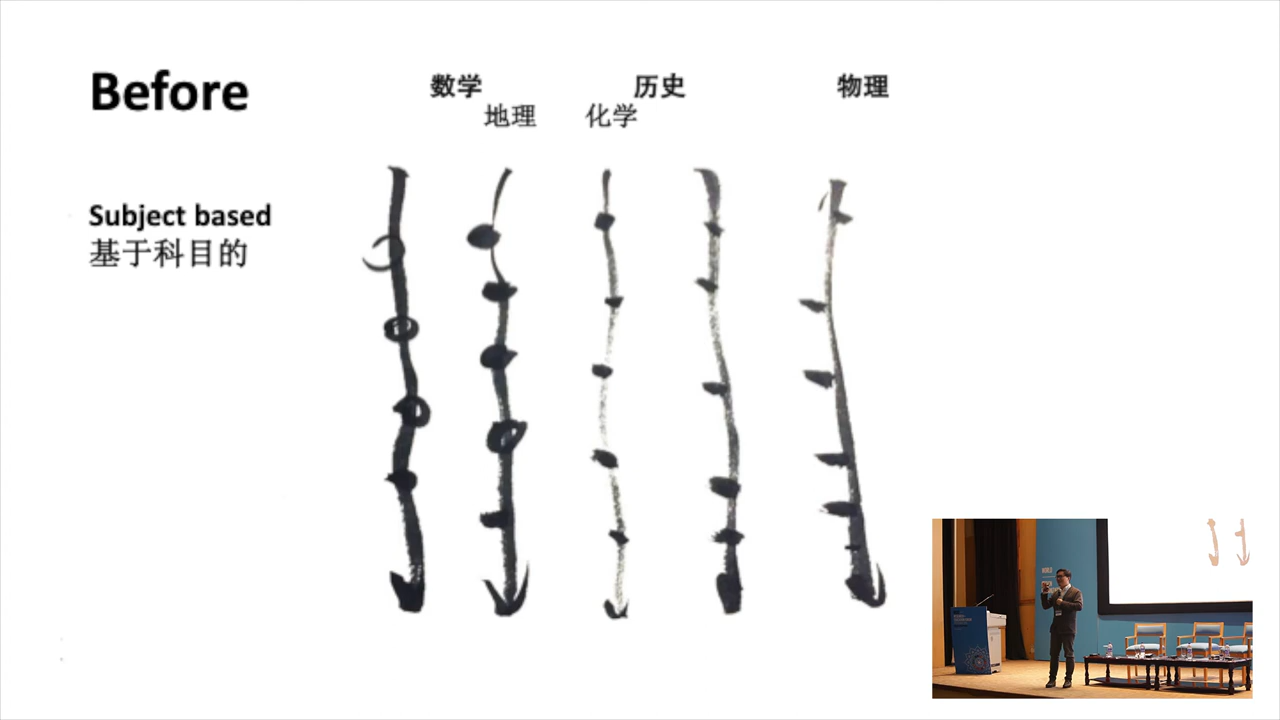 Before
数学
历史
物理
地理
化学
Subject based
基于科目的